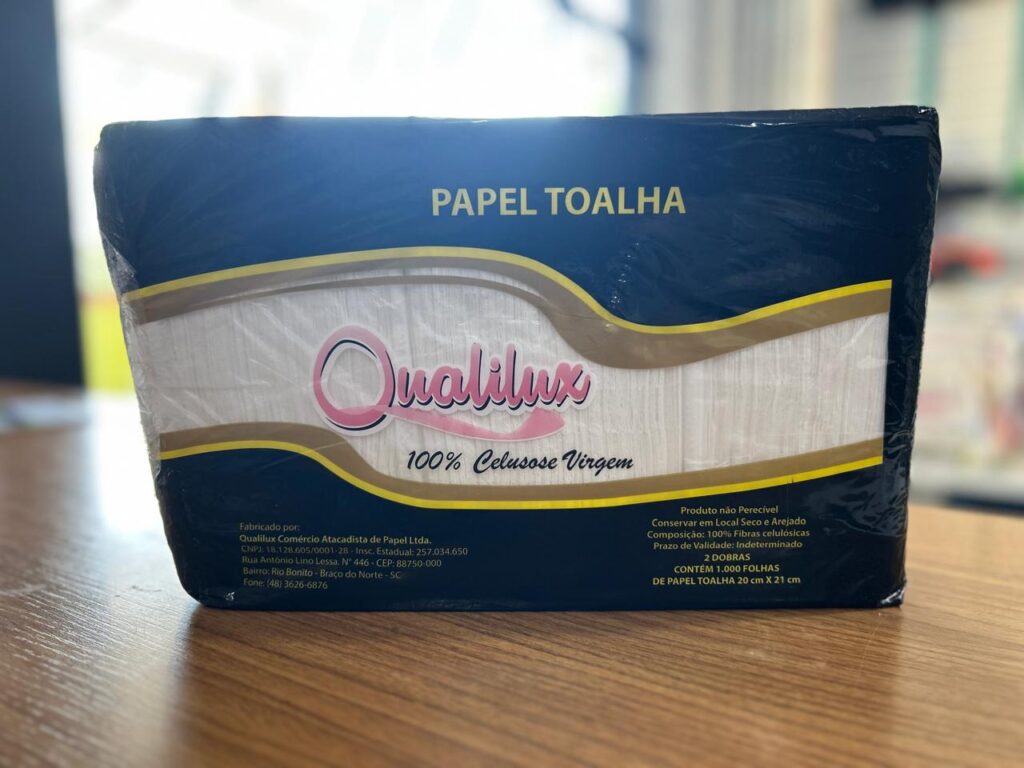 PAPEL TOALHA
Qualilux
100% Celusose Virgem
Fabricado por:
Qualilux Comércio Atacadista de Papel Ltda.
CNPJ: 18.128.605/0001-28 - Insc. Estadual: 257.034.650
Rua Antônio Lino Lessa. N° 446 - CEP: 88750-000
Bairro: Rio Bonito - Braço do Norte - SC
Fone: (48) 3626-6876
Produto não Perecível
Conservar em Local Seco e Arejado
Composição: 100% Fibras celulósicas
Prazo de Validade: Indeterminado
2 DOBRAS
CONTÉM 1.000 FOLHAS
DE PAPEL TOALHA 20 cm X 21 cm